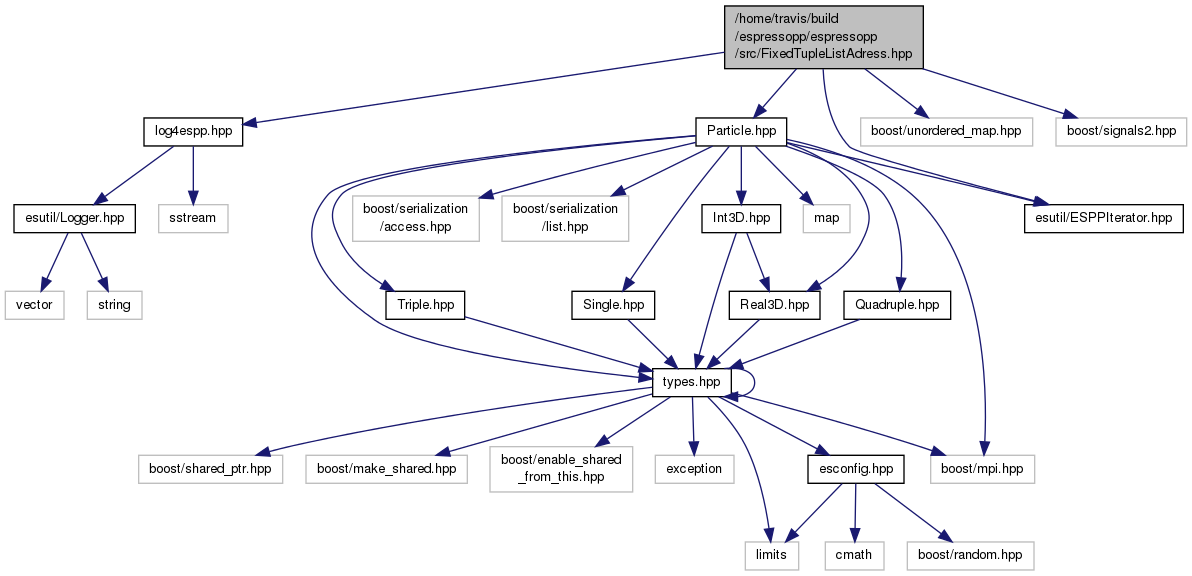 /home/travis/build
/espressopp/espressopp
/src/FixedTupleListAdress.hpp
log4espp.hpp
Particle.hpp
boost/unordered_map.hpp
boost/signals2.hpp
esutil/Logger.hpp
sstream
boost/serialization
/access.hpp
boost/serialization
/list.hpp
Int3D.hpp
map
esutil/ESPPIterator.hpp
vector
string
Triple.hpp
Single.hpp
Real3D.hpp
Quadruple.hpp
types.hpp
boost/shared_ptr.hpp
boost/make_shared.hpp
boost/enable_shared
_from_this.hpp
exception
esconfig.hpp
boost/mpi.hpp
limits
cmath
boost/random.hpp